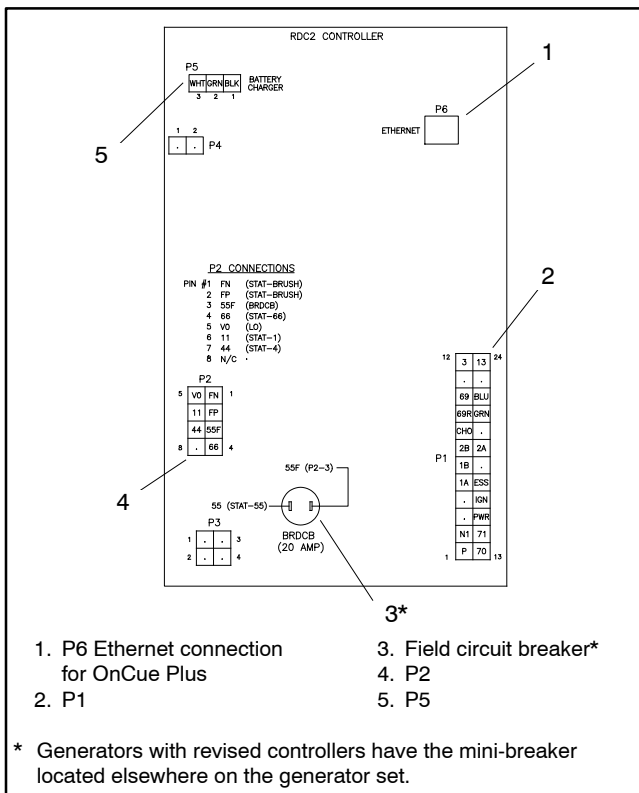 RDC2 CONTROLLER
1
P5
WHT GRN BLK BATTERY
3 2 1 CHARGER
P6
ETHERNET
5
1 2
. . P4
P2 CONNECTIONS
PIN #1 FN (STAT-BRUSH)
2 FP (STAT-BRUSH)
3 55F (BRDCB)
4 66 (STAT-66)
5 V0 (LO)
6 11 (STAT-1)
7 44 (STAT-4)
8 N/C .
2
P2
5 V0 FN 1
11 FP
44 55F
8 . 66 4
4
12 3 13 24
. .
69 BLU
69R GRN
CHO .
2B 2A
P1
1B .
1A ESS
. IGN
. PWR
N1 71
1 P 70 13
55F (P2-3)
55 (STAT-55)
BRDCB
(20 AMP)
P3
1 . . 3
2 . . 4
3*
1. P6 Ethernet connection
for OnCue Plus
2. P1
3. Field circuit breaker*
4. P2
5. P5
* Generators with revised controllers have the mini-breaker
located elsewhere on the generator set.